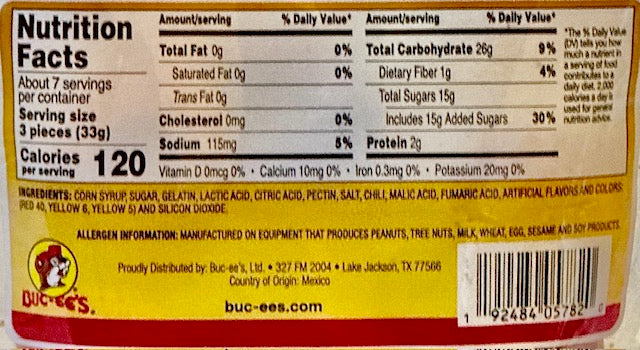 Nutrition
Facts
About 7 servings
per container
Serving size
3 pieces (33g)
Calories
per serving
120
Amount/serving % Daily Value*
Total Fat 0g 0%
Saturated Fat 0g 0%
Trans Fat 0g
Cholesterol 0mg 0%
Sodium 115mg 5%
Amount/serving % Daily Value*
Total Carbohydrate 26g 9%
Dietary Fiber 1g 4%
Total Sugars 15g
Includes 15g Added Sugars 30%
Protein 2g
Vitamin D 0mcg 0% • Calcium 10mg 0% • Iron 0.3mg 0% • Potassium 20mg 0%
*The % Daily Value
(DV) tells you how
much a nutrient in
a serving of food
contributes to a
daily diet. 2,000
calories a day is
used for general
nutrition advice.
INGREDIENTS: CORN SYRUP, SUGAR, GELATIN, LACTIC ACID, CITRIC ACID, PECTIN, SALT, CHILI, MALIC ACID, FUMARIC ACID, ARTIFICIAL FLAVORS AND COLORS
RED 40, YELLOW 6, YELLOW 5) AND SILICON DIOXIDE.
ALLERGEN INFORMATION: MANUFACTURED ON EQUIPMENT THAT PRODUCES PEANUTS, TREE NUTS, MILK, WHEAT, EGG, SESAME AND SOY PRODUCTS.
BUC-EE'S.
Proudly Distributed by: Buc-ee's, Ltd. • 327 FM 2004 • Lake Jackson, TX 77566
Country of Origin: Mexico
buc-ees.com
1 92484 05782 0